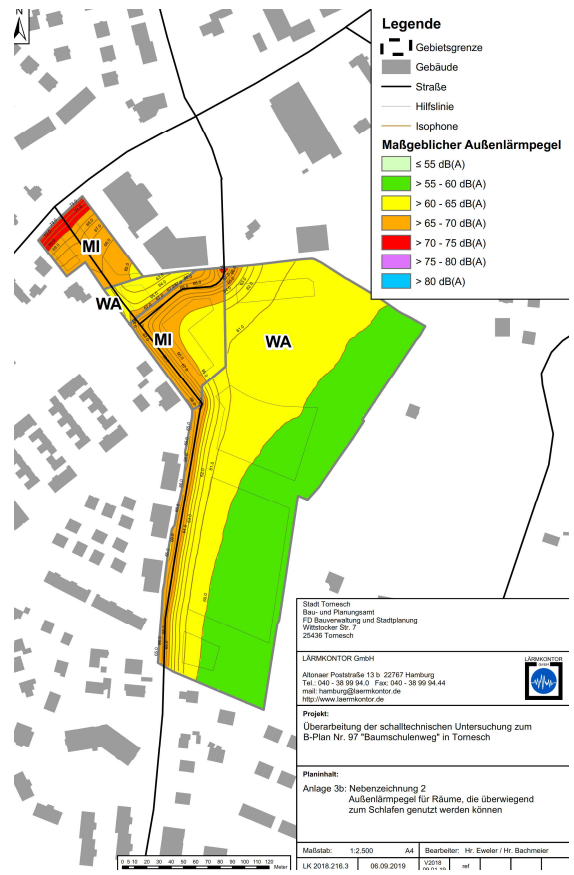 N
Legende
Gebietsgrenze
Gebäude
Straße
Hilfslinie
Isophone
Maßgeblicher Außenlärmpegel
≤ 55 dB(A)
> 55 - 60 dB(A)
> 60 - 65 dB(A)
> 65 - 70 dB(A)
> 70 - 75 dB(A)
> 75 - 80 dB(A)
> 80 dB(A)
MI
WA
MI
WA
Stadt Tornesch
Bau- und Planungsamt
FD Bauverwaltung und Stadtplanung
Wittstocker Str. 7
25436 Tornesch
LÄRMKONTOR GmbH
LÄRMKONTOR
GmbH
Altonaer Poststraße 13 b 22767 Hamburg
Tel.: 040 - 38 99 94.0 Fax: 040 - 38 99 94.44
mail: hamburg@laermkontor.de
http://www.laermkontor.de
Projekt:
Überarbeitung der schalltechnischen Untersuchung zum
B-Plan Nr. 97 "Baumschulenweg" in Tornesch
Planinhalt:
Anlage 3b: Nebenzeichnung 2
Außenlärmpegel für Räume, die überwiegend
zum Schlafen genutzt werden können
Maßstab: 1:2.500 A4 Bearbeiter: Hr. Eweler / Hr. Bachmeier
0 5 10 20 30 40 50 60 70 80 90 100 110 120
Meter
LK 2018.216.3 06.09.2019 V2018 ref